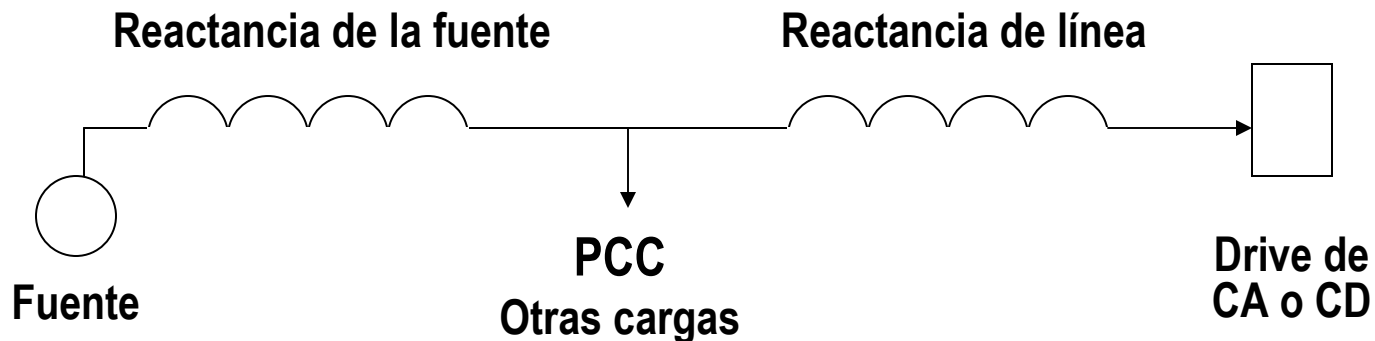 Reactancia de la fuente
Reactancia de línea
Fuente
PCC
Otras cargas
Drive de
CA o CD